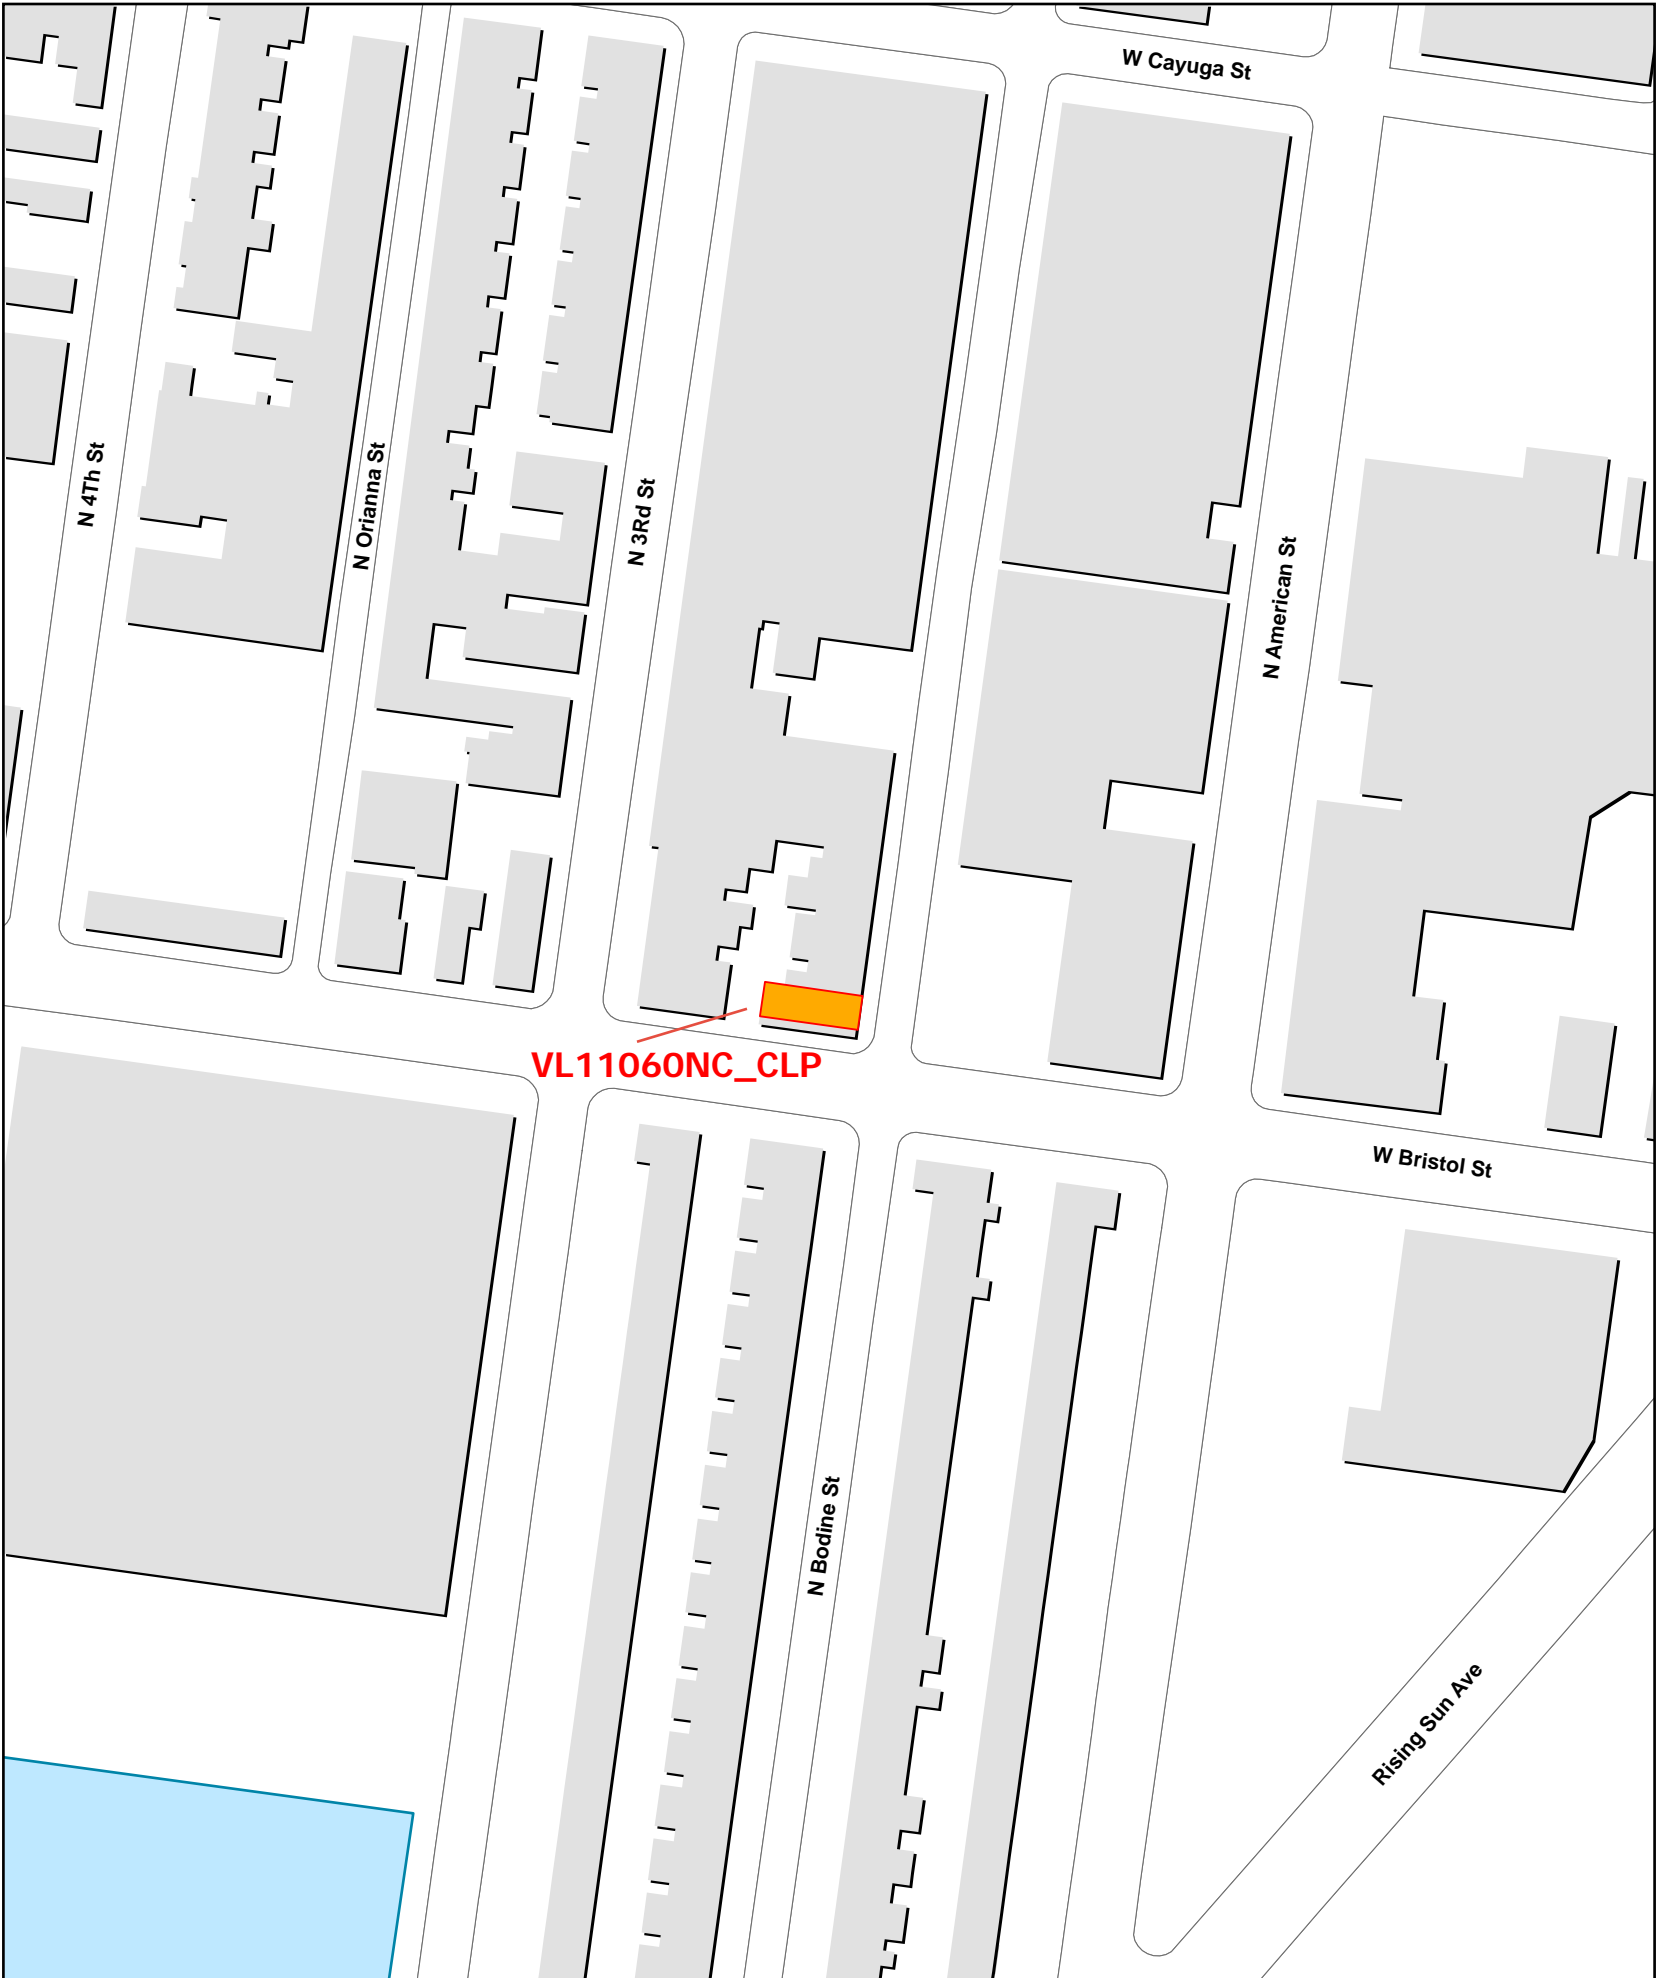 W Cayuga St
N 4Th St
N Orianna St
N 3Rd St
N American St
VL11060NC_CLP
W Bristol St
N Bodine St
Rising Sun Ave